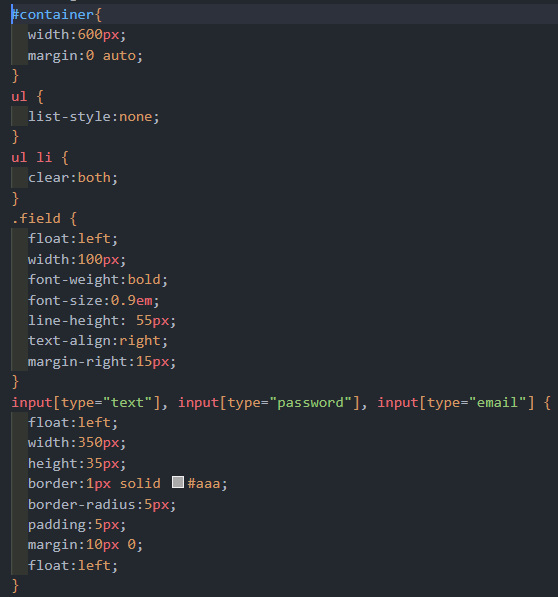 #container{
width:600px;
margin:0 auto;
}
ul {
list-style:none;
}
ul li {
clear:both;
}
.field {
float:left;
width:100px;
font-weight:bold;
font-size:0.9em;
line-height: 55px;
text-align:right;
margin-right:15px;
}
input[type="text"], input[type="password"], input[type="email"] {
float:left;
width:350px;
height:35px;
border:1px solid #aaa;
border-radius:5px;
padding:5px;
margin:10px 0;
float:left;
}